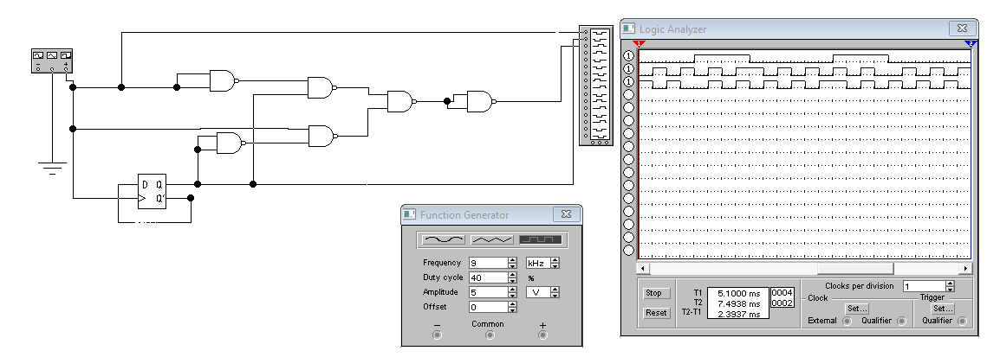 Logic Analyzer
1
2
1
1
1
− +
D Q
Q'
Function Generator
Frequency 9 kHz
Duty cycle 40 %
Amplitude 5 V
Offset 0
− Common +
Stop
Reset
T1 5.1000 ms 0004
T2 7.4938 ms 0002
T2-T1 2.3937 ms
Clocks per division 1
Clock
Set...
External Qualifier
Trigger
Set...
Qualifier